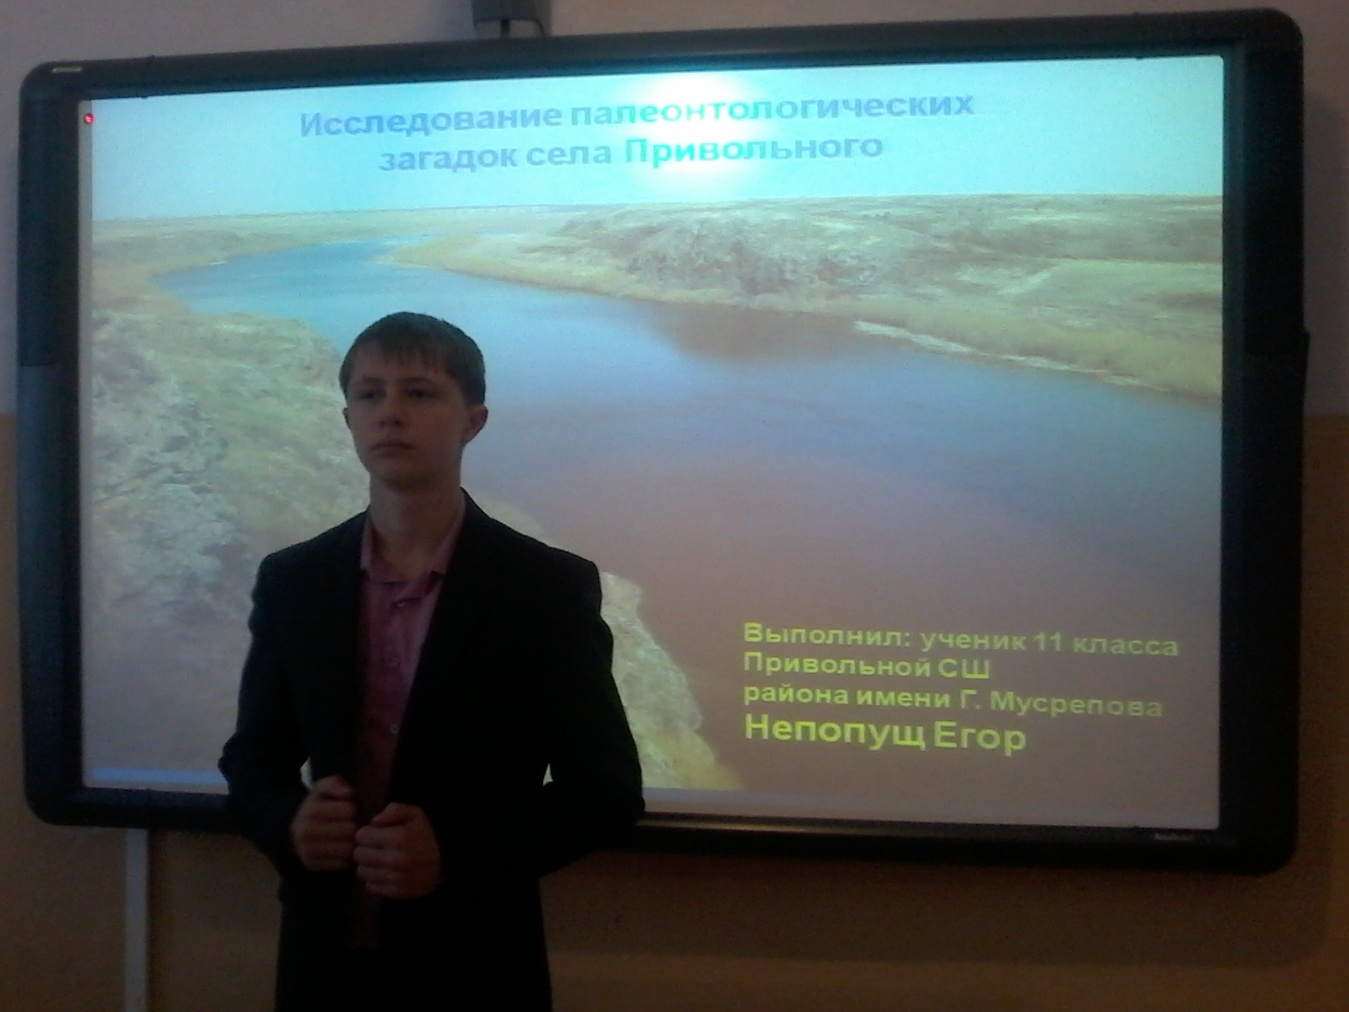 Исследование палеонтологических
загадок села Привольного
Выполнил: ученик 11 класса
Привольной СШ
района имени Г. Мусрепова
Непопущ Егор